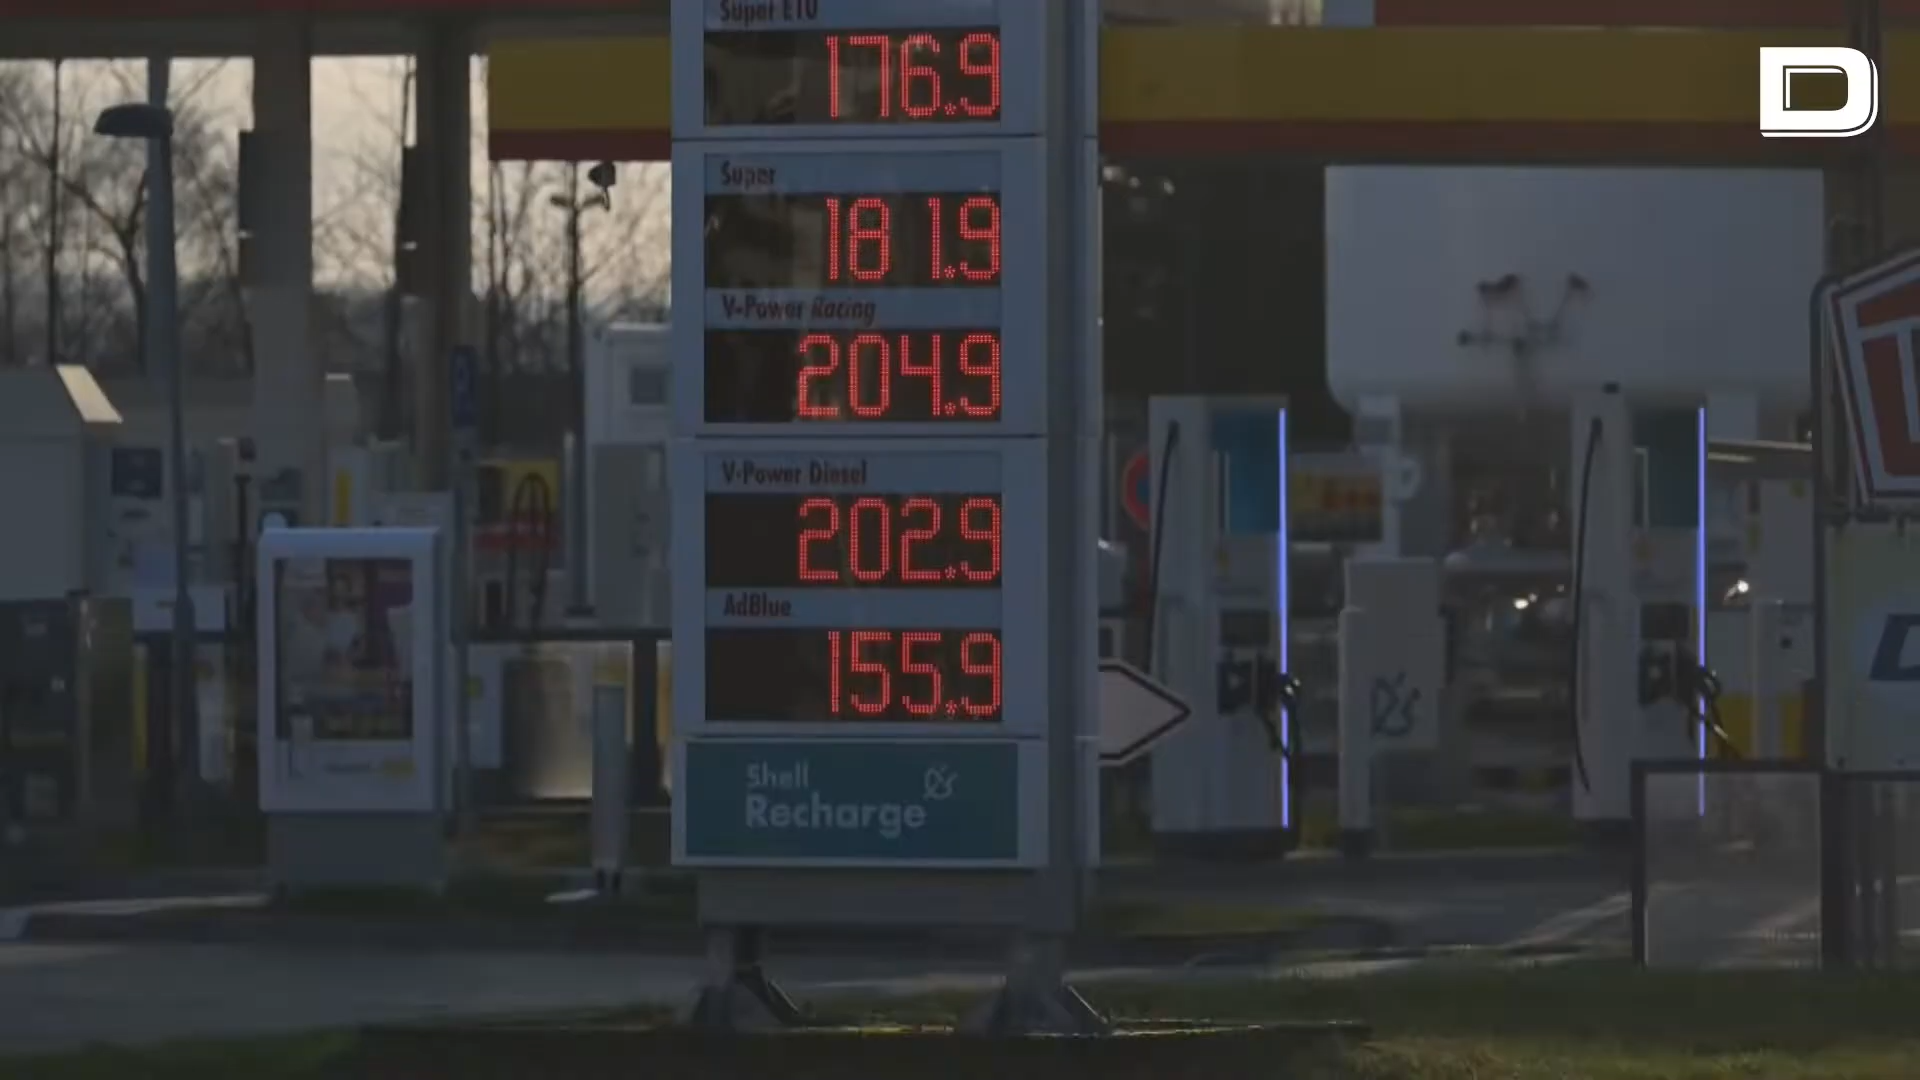 Super E10
176.9
Super
181.9
V-Power Racing
204.9
V-Power Diesel
202.9
AdBlue
155.9
Shell
Recharge
D